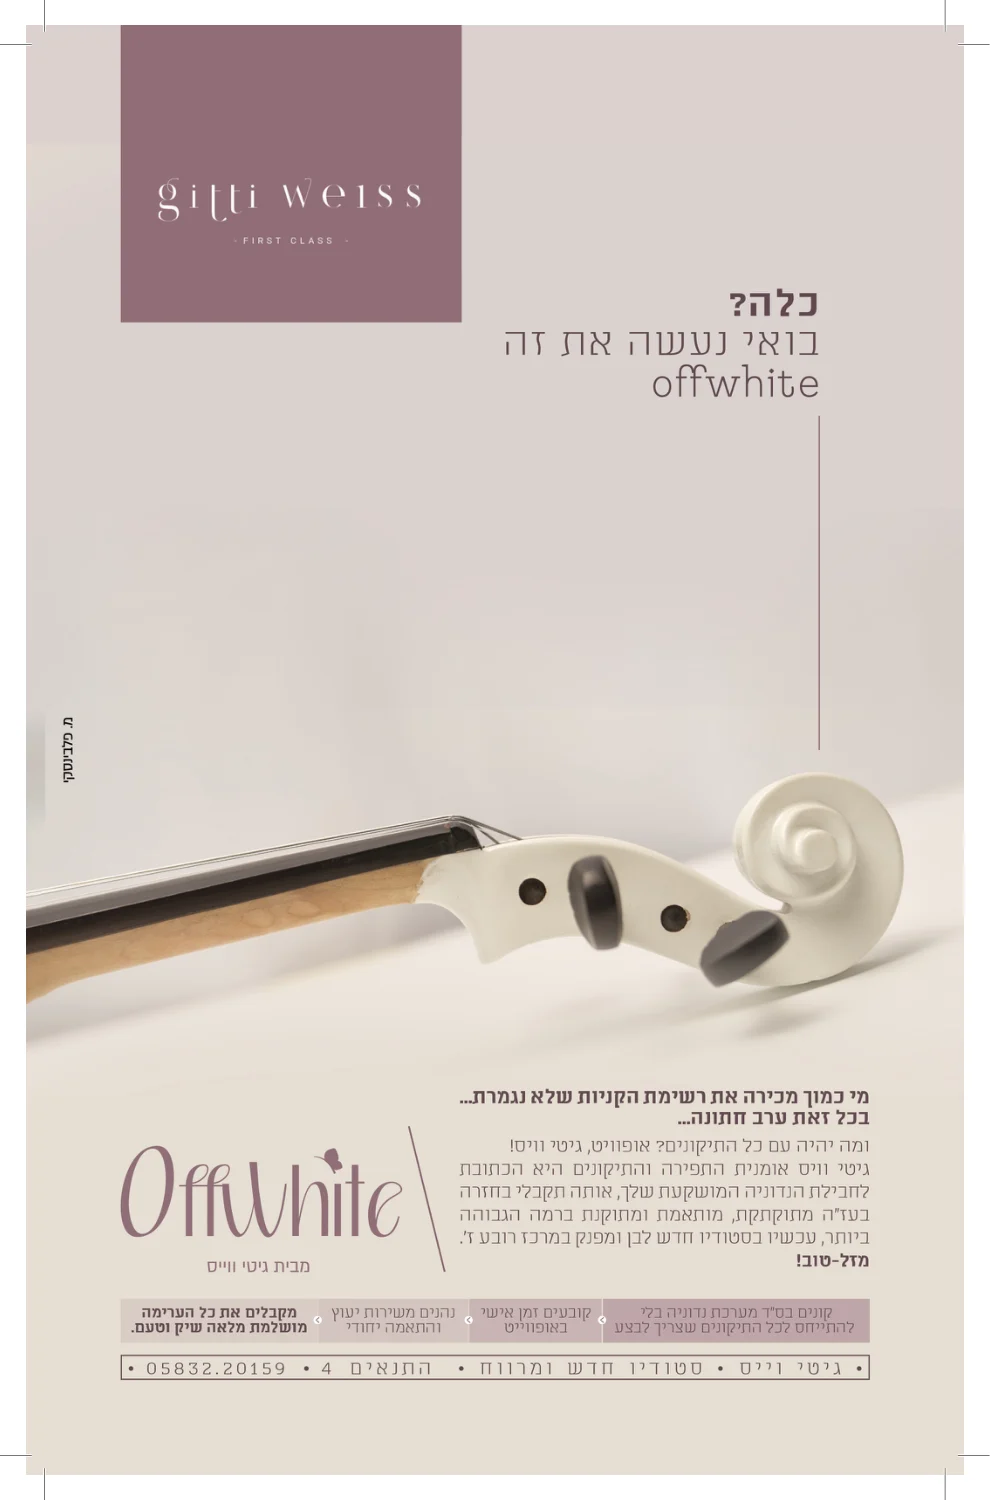 gitti weiss
· FIRST CLASS ·
כלה?
בואי נעשה את זה
offwhite
מ. פלבינסקי
מי כמוך מכירה את רשימת הקניות שלא נגמרת...
בכל זאת ערב חתונה...
ומה יהיה עם כל התיקונים? אופוויט, גיטי וויס!
גיטי וויס אומנית התפירה והתיקונים היא הכתובת
לחבילת הנדוניה המושקעת שלך, אותה תקבלי בחזרה
בעז"ה מתוקתקת, מותאמת ומתוקנת ברמה הגבוהה
ביותר, עכשיו בסטודיו חדש לבן ומפנק במרכז רובע ז'.
מזל-טוב!
OffWhite
מבית גיטי ווייס
קונים בס"ד מערכת נדוניה בלי
להתייחס לכל התיקונים שצריך לבצע
קובעים זמן אישי
באופווייט
נהנים משירות יעוץ
והתאמה יחודי
מקבלים את כל הערימה
מושלמת מלאה שיק וטעם.
• גיטי וייס • סטודיו חדש ומרווח • התנאים 4 • 05832.20159 •